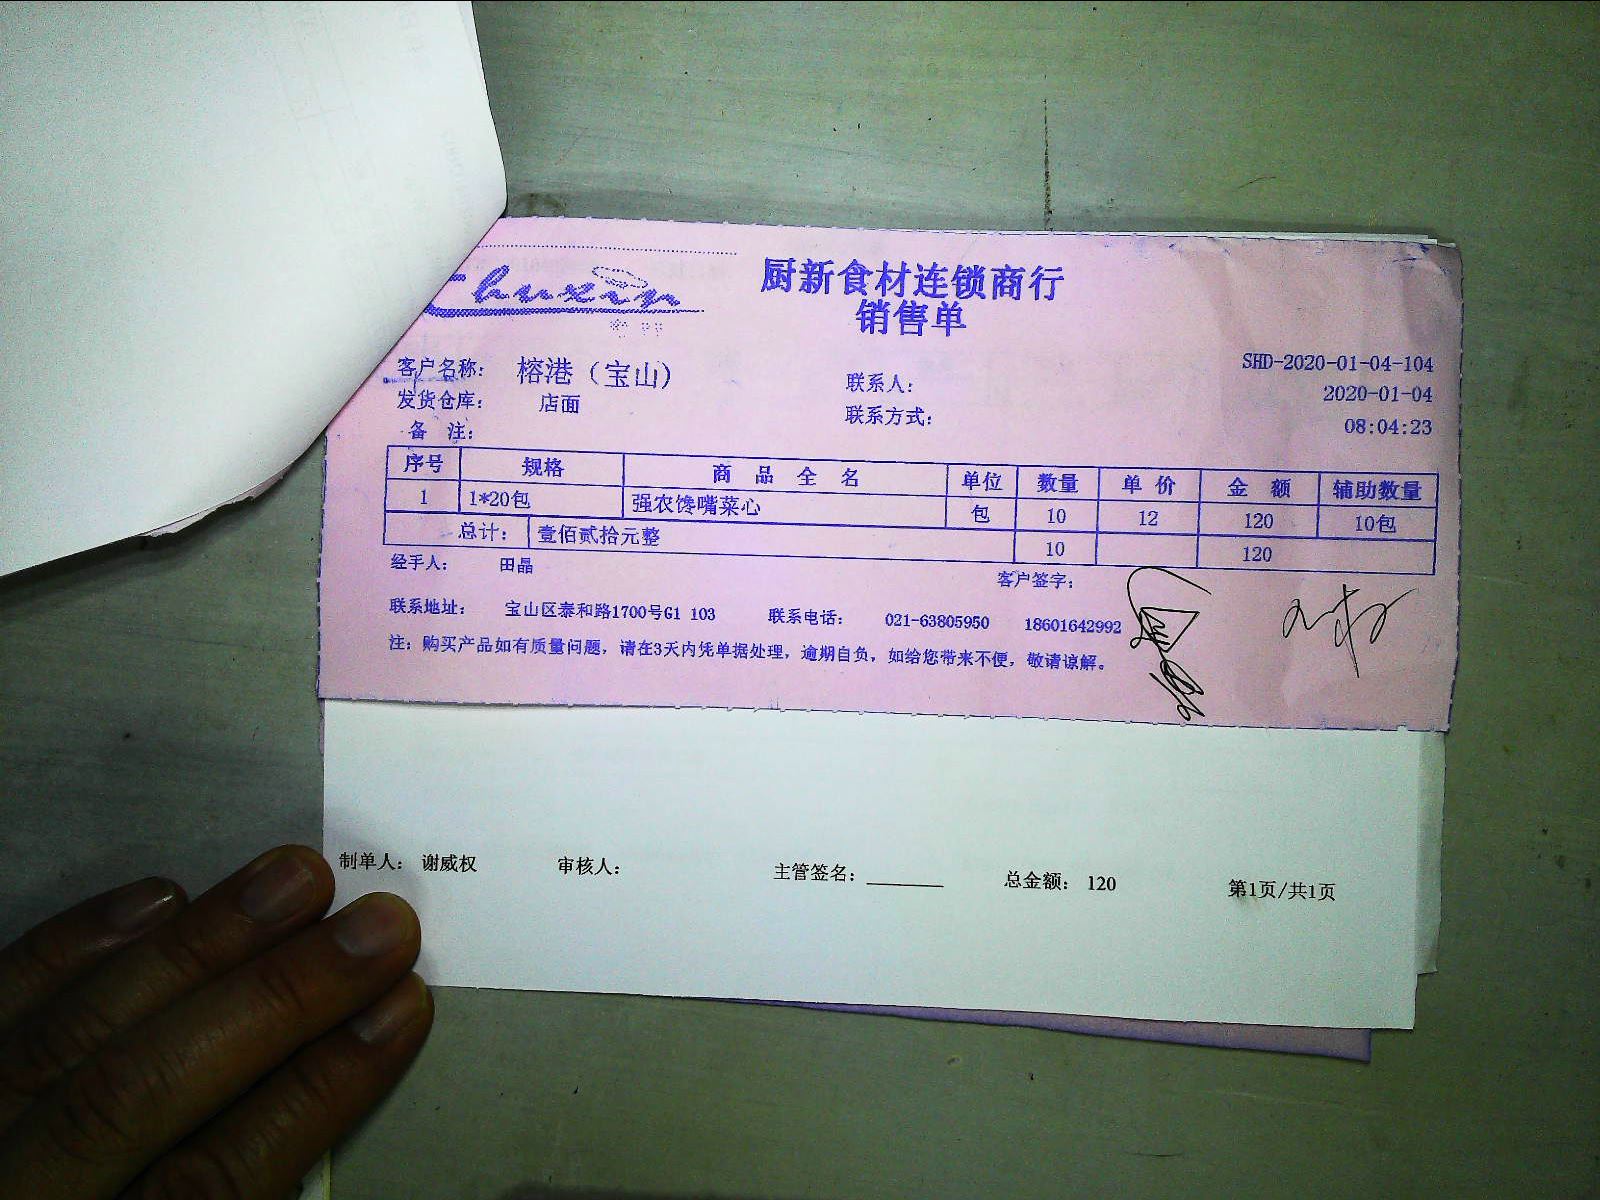 Chuxin
厨新食材连锁商行
销售单
SHD-2020-01-04-104
客户名称: 榕港（宝山） 联系人: 2020-01-04
发货仓库: 店面 联系方式: 08:04:23
备 注:
序号 规格 商品全名 单位 数量 单价 金额 辅助数量
1 1*20包 强农馋嘴菜心 包 10 12 120 10包
总计: 壹佰贰拾元整 10 120
经手人: 田晶 客户签字:
联系地址: 宝山区泰和路1700号G1 103 联系电话: 021-63805950 18601642992
注: 购买产品如有质量问题, 请在3天内凭单据处理, 逾期自负, 如给您带来不便, 敬请谅解。
制单人: 谢威权 审核人: 主管签名: ________ 总金额: 120 第1页/共1页